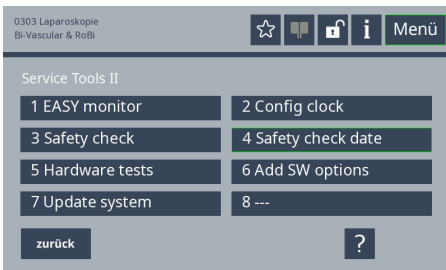 0303 Laparoskopie
Bi-Vascular & RoBi
i
Menü
Service Tools II
1 EASY monitor
2 Config clock
3 Safety check
4 Safety check date
5 Hardware tests
6 Add SW options
7 Update system
8 ---
zurück
?